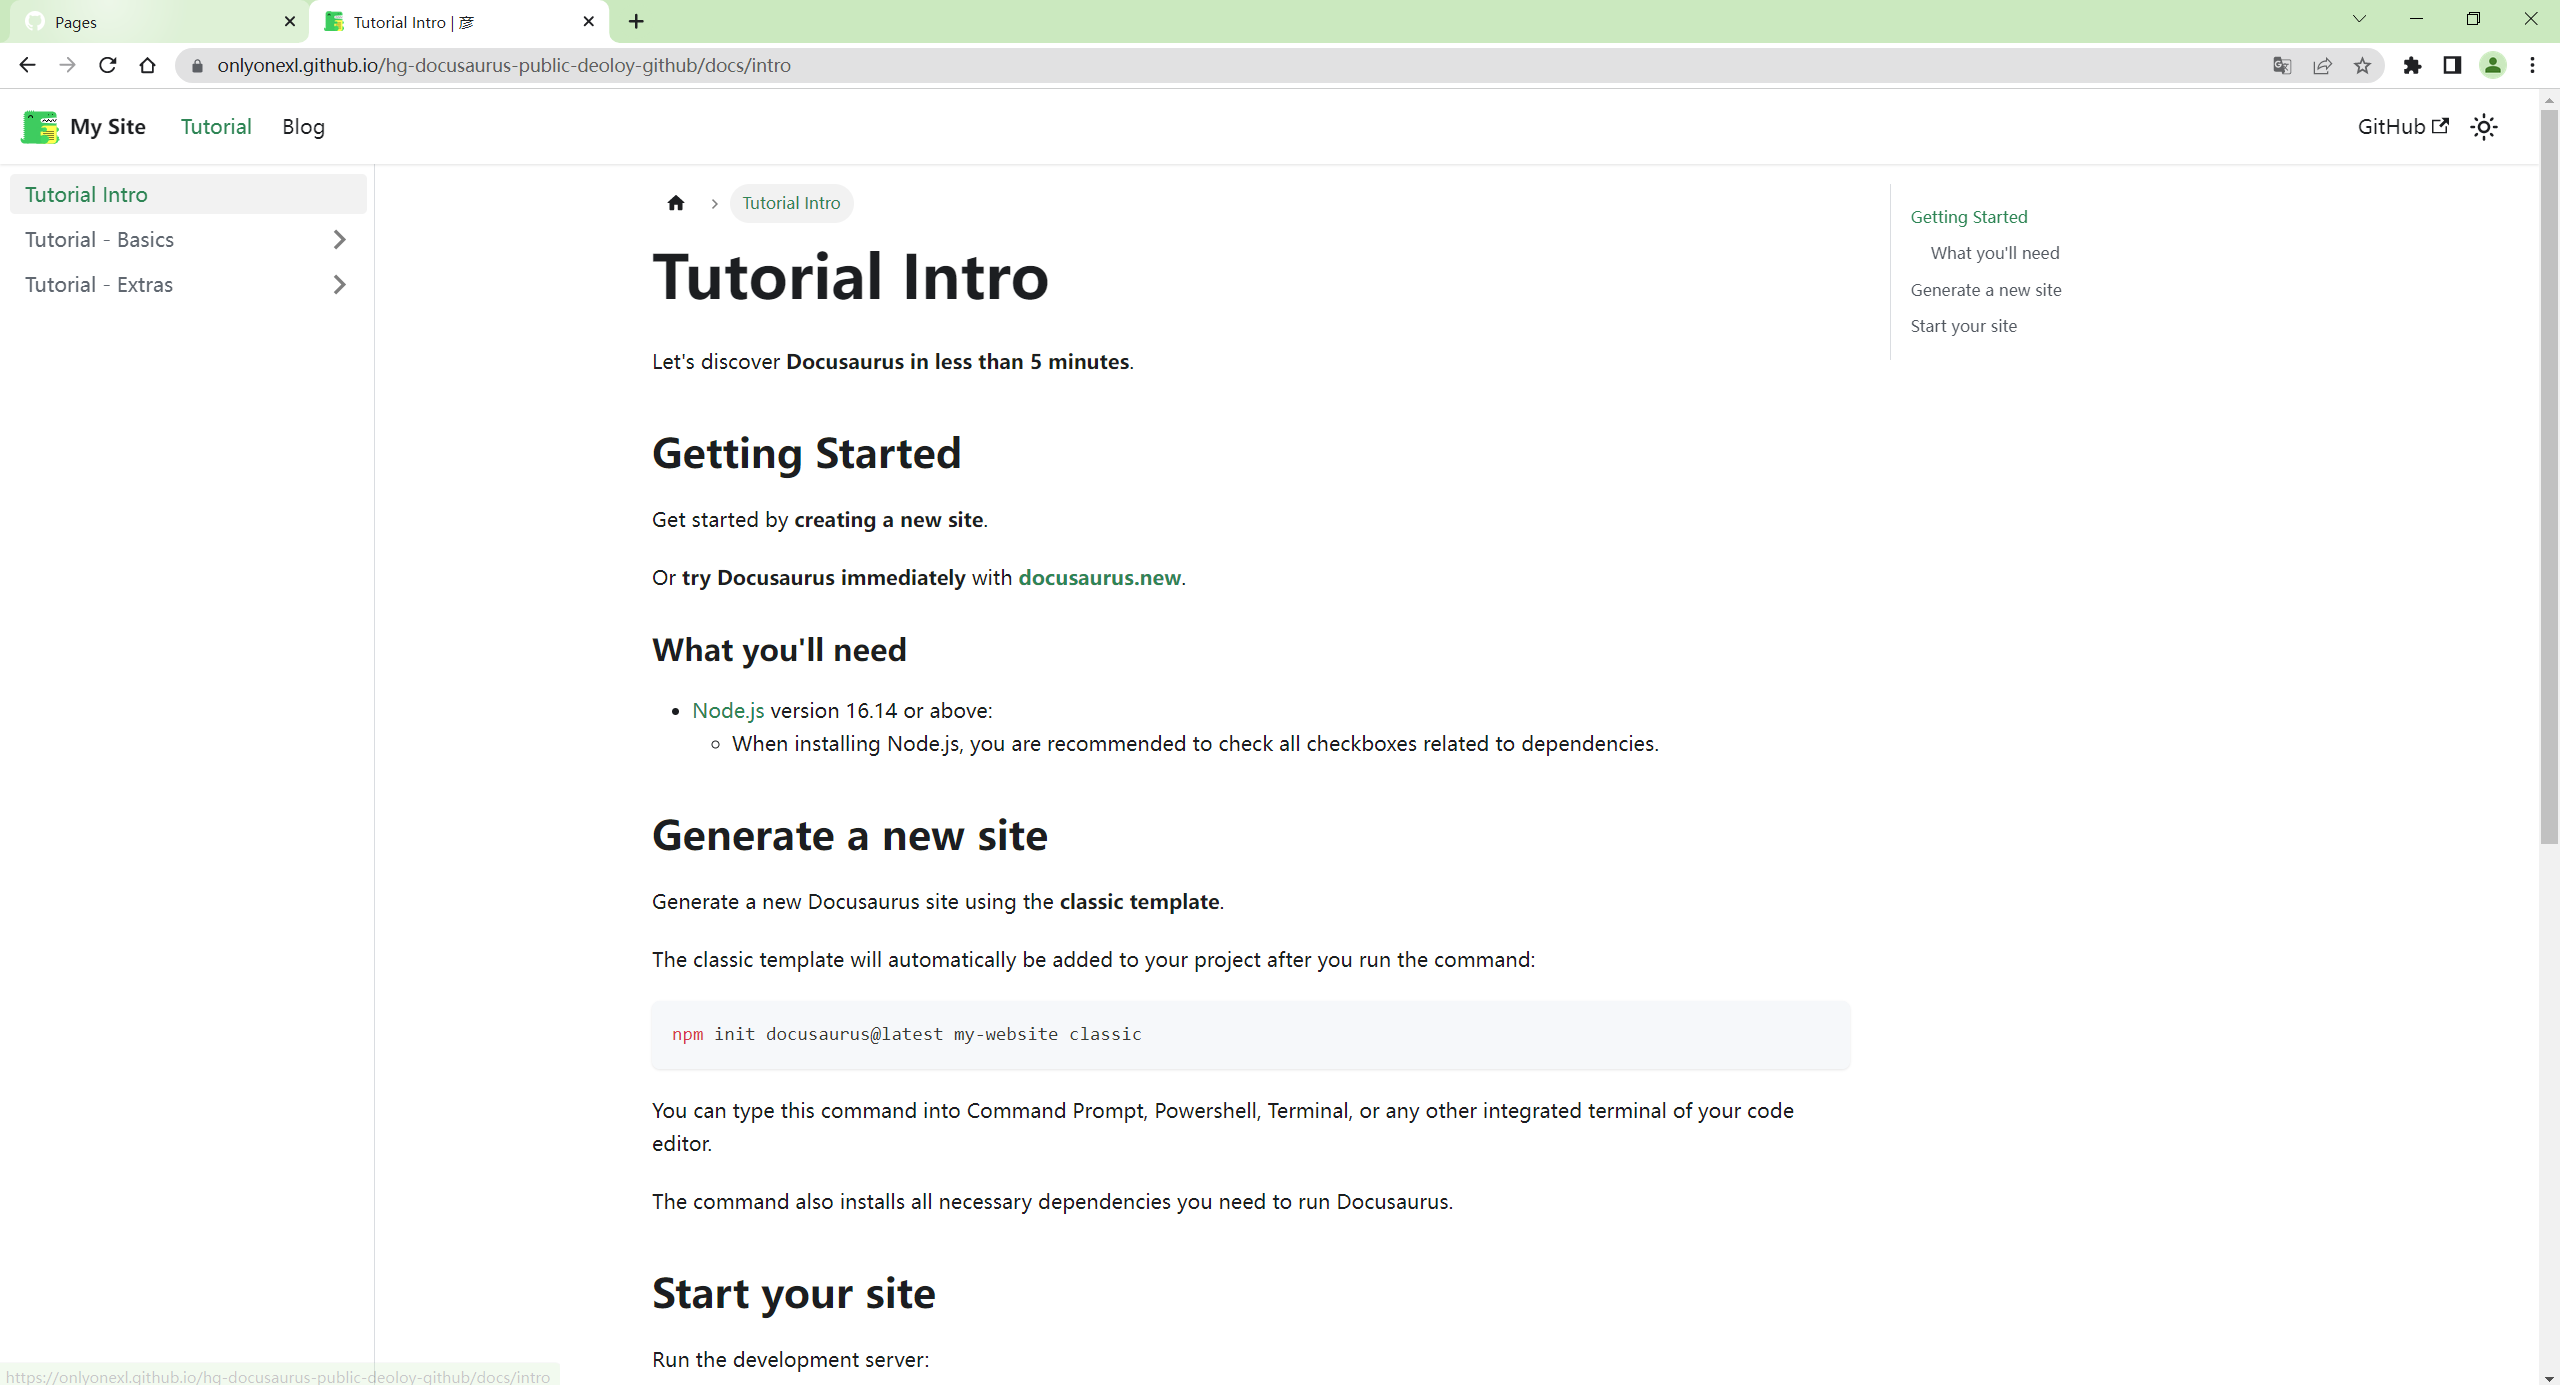 Pages
Tutorial Intro | 彦
onlyonexl.github.io/hg-docusaurus-public-deoloy-github/docs/intro
My Site Tutorial Blog GitHub
Tutorial Intro
Tutorial - Basics
Tutorial - Extras
Tutorial Intro
Tutorial Intro
Let's discover Docusaurus in less than 5 minutes.
Getting Started
Get started by creating a new site.
Or try Docusaurus immediately with docusaurus.new.
What you'll need
Node.js version 16.14 or above:
When installing Node.js, you are recommended to check all checkboxes related to dependencies.
Generate a new site
Generate a new Docusaurus site using the classic template.
The classic template will automatically be added to your project after you run the command:
npm init docusaurus@latest my-website classic
You can type this command into Command Prompt, Powershell, Terminal, or any other integrated terminal of your code
editor.
The command also installs all necessary dependencies you need to run Docusaurus.
Start your site
Run the development server:
Getting Started
What you'll need
Generate a new site
Start your site
https://onlyonexl.github.io/hg-docusaurus-public-deoloy-github/docs/intro